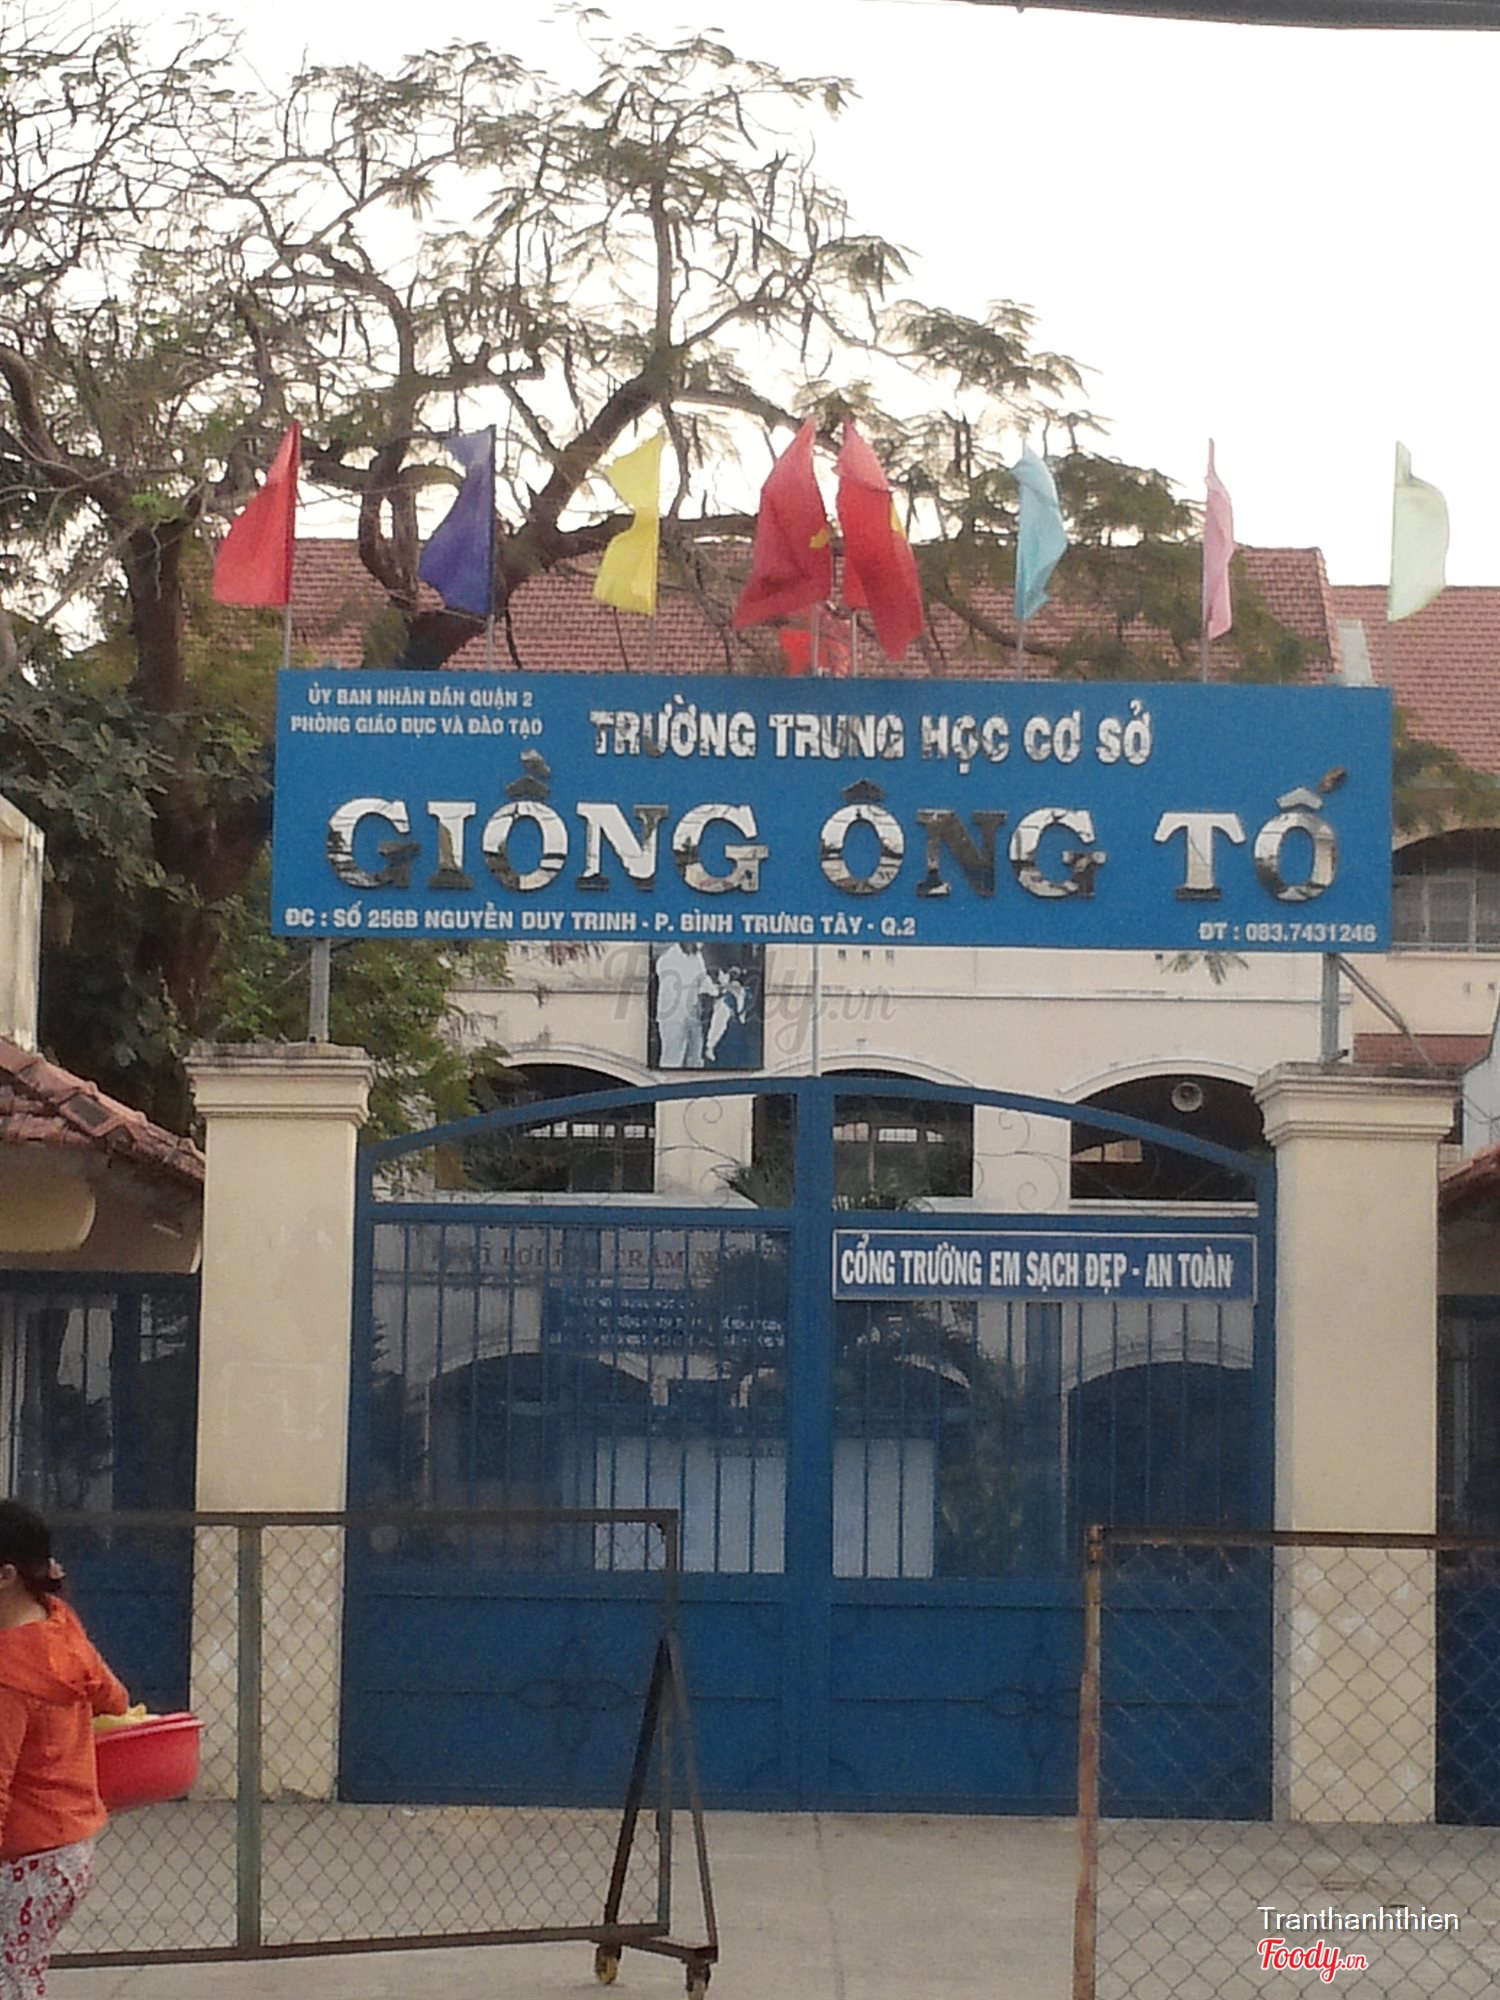 ỦY BAN NHÂN DÂN QUẬN 2
PHÒNG GIÁO DỤC VÀ ĐÀO TẠO
TRƯỜNG TRUNG HỌC CƠ SỞ
GIỒNG ÔNG TỐ
ĐC : SỐ 256B NGUYỄN DUY TRINH - P. BÌNH TRƯNG TÂY - Q.2
ĐT : 083.7431246
Foody.vn
CỔNG TRƯỜNG EM SẠCH ĐẸP - AN TOÀN
Tranthanhthien
Foody.vn